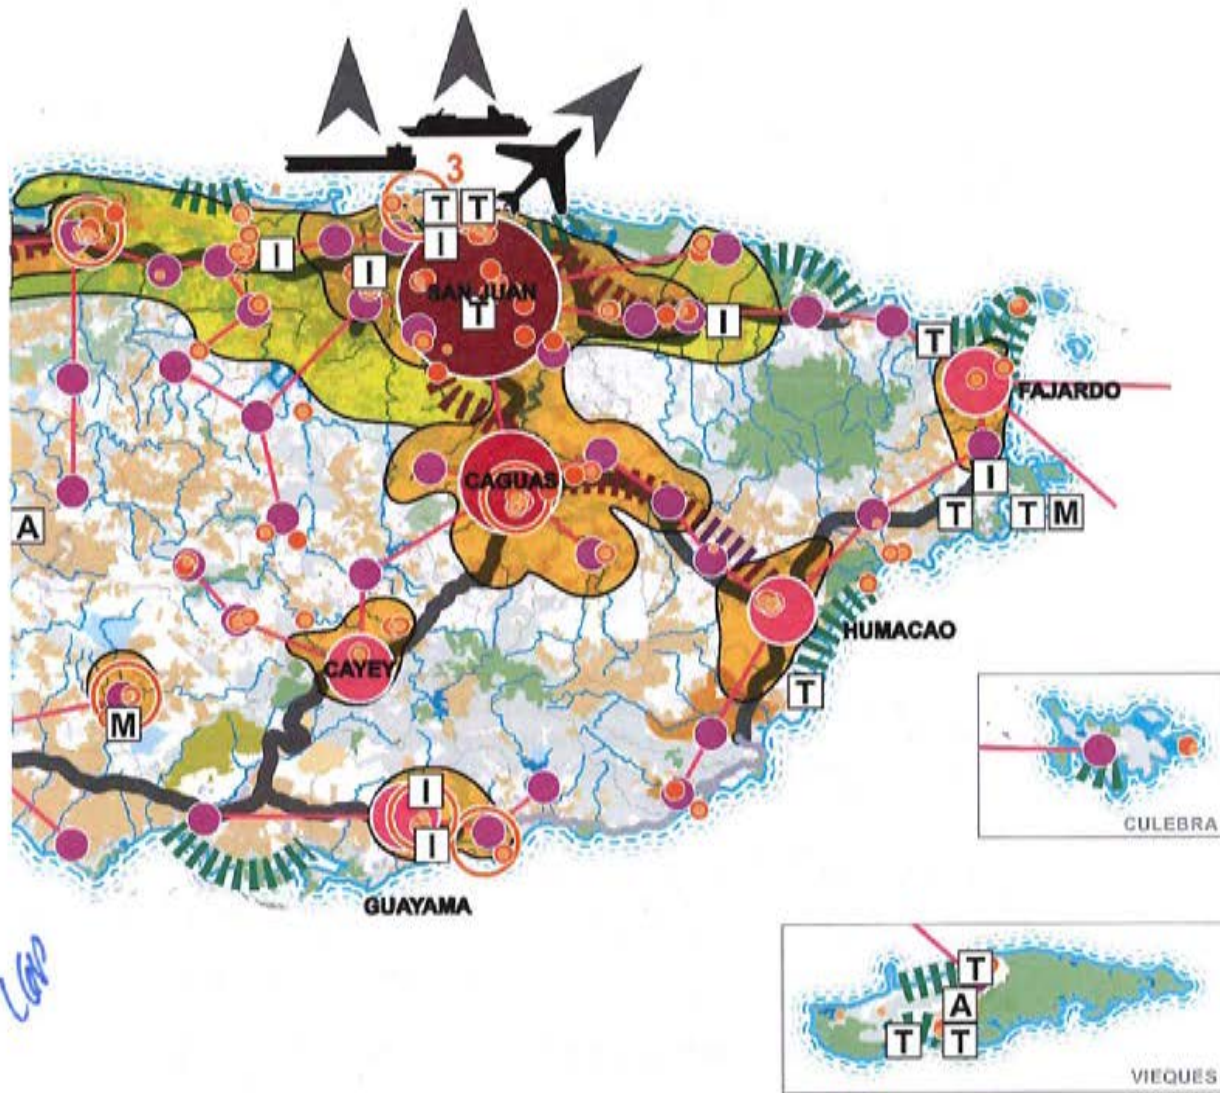 3
T T
I
I
I
SAN JUAN
T
I
T
FAJARDO
CAGUAS
I
T
T M
A
HUMACAO
CAYEY
T
M
I
I
GUAYAMA
CULEBRA
T
A
T
T
VIEQUES